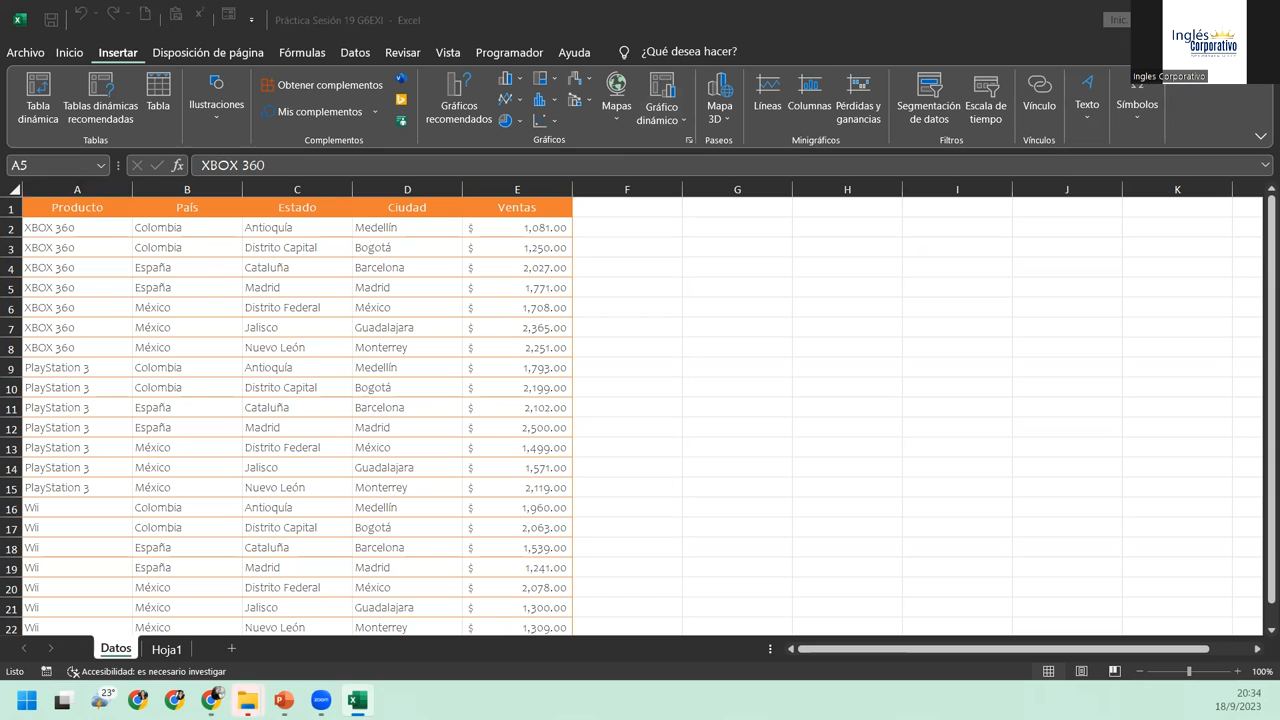 Práctica Sesión 19 G6EXI - Excel
Inic.
Inglés
Corporativo
Ingles Corporativo
Archivo Inicio Insertar Disposición de página Fórmulas Datos Revisar Vista Programador Ayuda ¿Qué desea hacer?
Tabla dinámica
Tablas dinámicas recomendadas
Tabla
Tablas
Ilustraciones
Obtener complementos
Mis complementos
Complementos
Gráficos recomendados
Mapas
Gráfico dinámico
Gráficos
Mapa 3D
Paseos
Líneas
Columnas
Pérdidas y ganancias
Minigráficos
Segmentación de datos
Escala de tiempo
Filtros
Vínculo
Vínculos
Texto
Símbolos
A5 fx XBOX 360
A B C D E F G H I J K
1 Producto País Estado Ciudad Ventas
2 XBOX 360 Colombia Antioquía Medellín $ 1,081.00
3 XBOX 360 Colombia Distrito Capital Bogotá $ 1,250.00
4 XBOX 360 España Cataluña Barcelona $ 2,027.00
5 XBOX 360 España Madrid Madrid $ 1,771.00
6 XBOX 360 México Distrito Federal México $ 1,708.00
7 XBOX 360 México Jalisco Guadalajara $ 2,365.00
8 XBOX 360 México Nuevo León Monterrey $ 2,251.00
9 PlayStation 3 Colombia Antioquía Medellín $ 1,793.00
10 PlayStation 3 Colombia Distrito Capital Bogotá $ 2,199.00
11 PlayStation 3 España Cataluña Barcelona $ 2,102.00
12 PlayStation 3 España Madrid Madrid $ 2,500.00
13 PlayStation 3 México Distrito Federal México $ 1,499.00
14 PlayStation 3 México Jalisco Guadalajara $ 1,571.00
15 PlayStation 3 México Nuevo León Monterrey $ 2,119.00
16 Wii Colombia Antioquía Medellín $ 1,960.00
17 Wii Colombia Distrito Capital Bogotá $ 2,063.00
18 Wii España Cataluña Barcelona $ 1,539.00
19 Wii España Madrid Madrid $ 1,241.00
20 Wii México Distrito Federal México $ 2,078.00
21 Wii México Jalisco Guadalajara $ 1,300.00
22 Wii México Nuevo León Monterrey $ 1,309.00
Datos Hoja1
Listo Accesibilidad: es necesario investigar 100%
23° zoom
20:34
18/9/2023